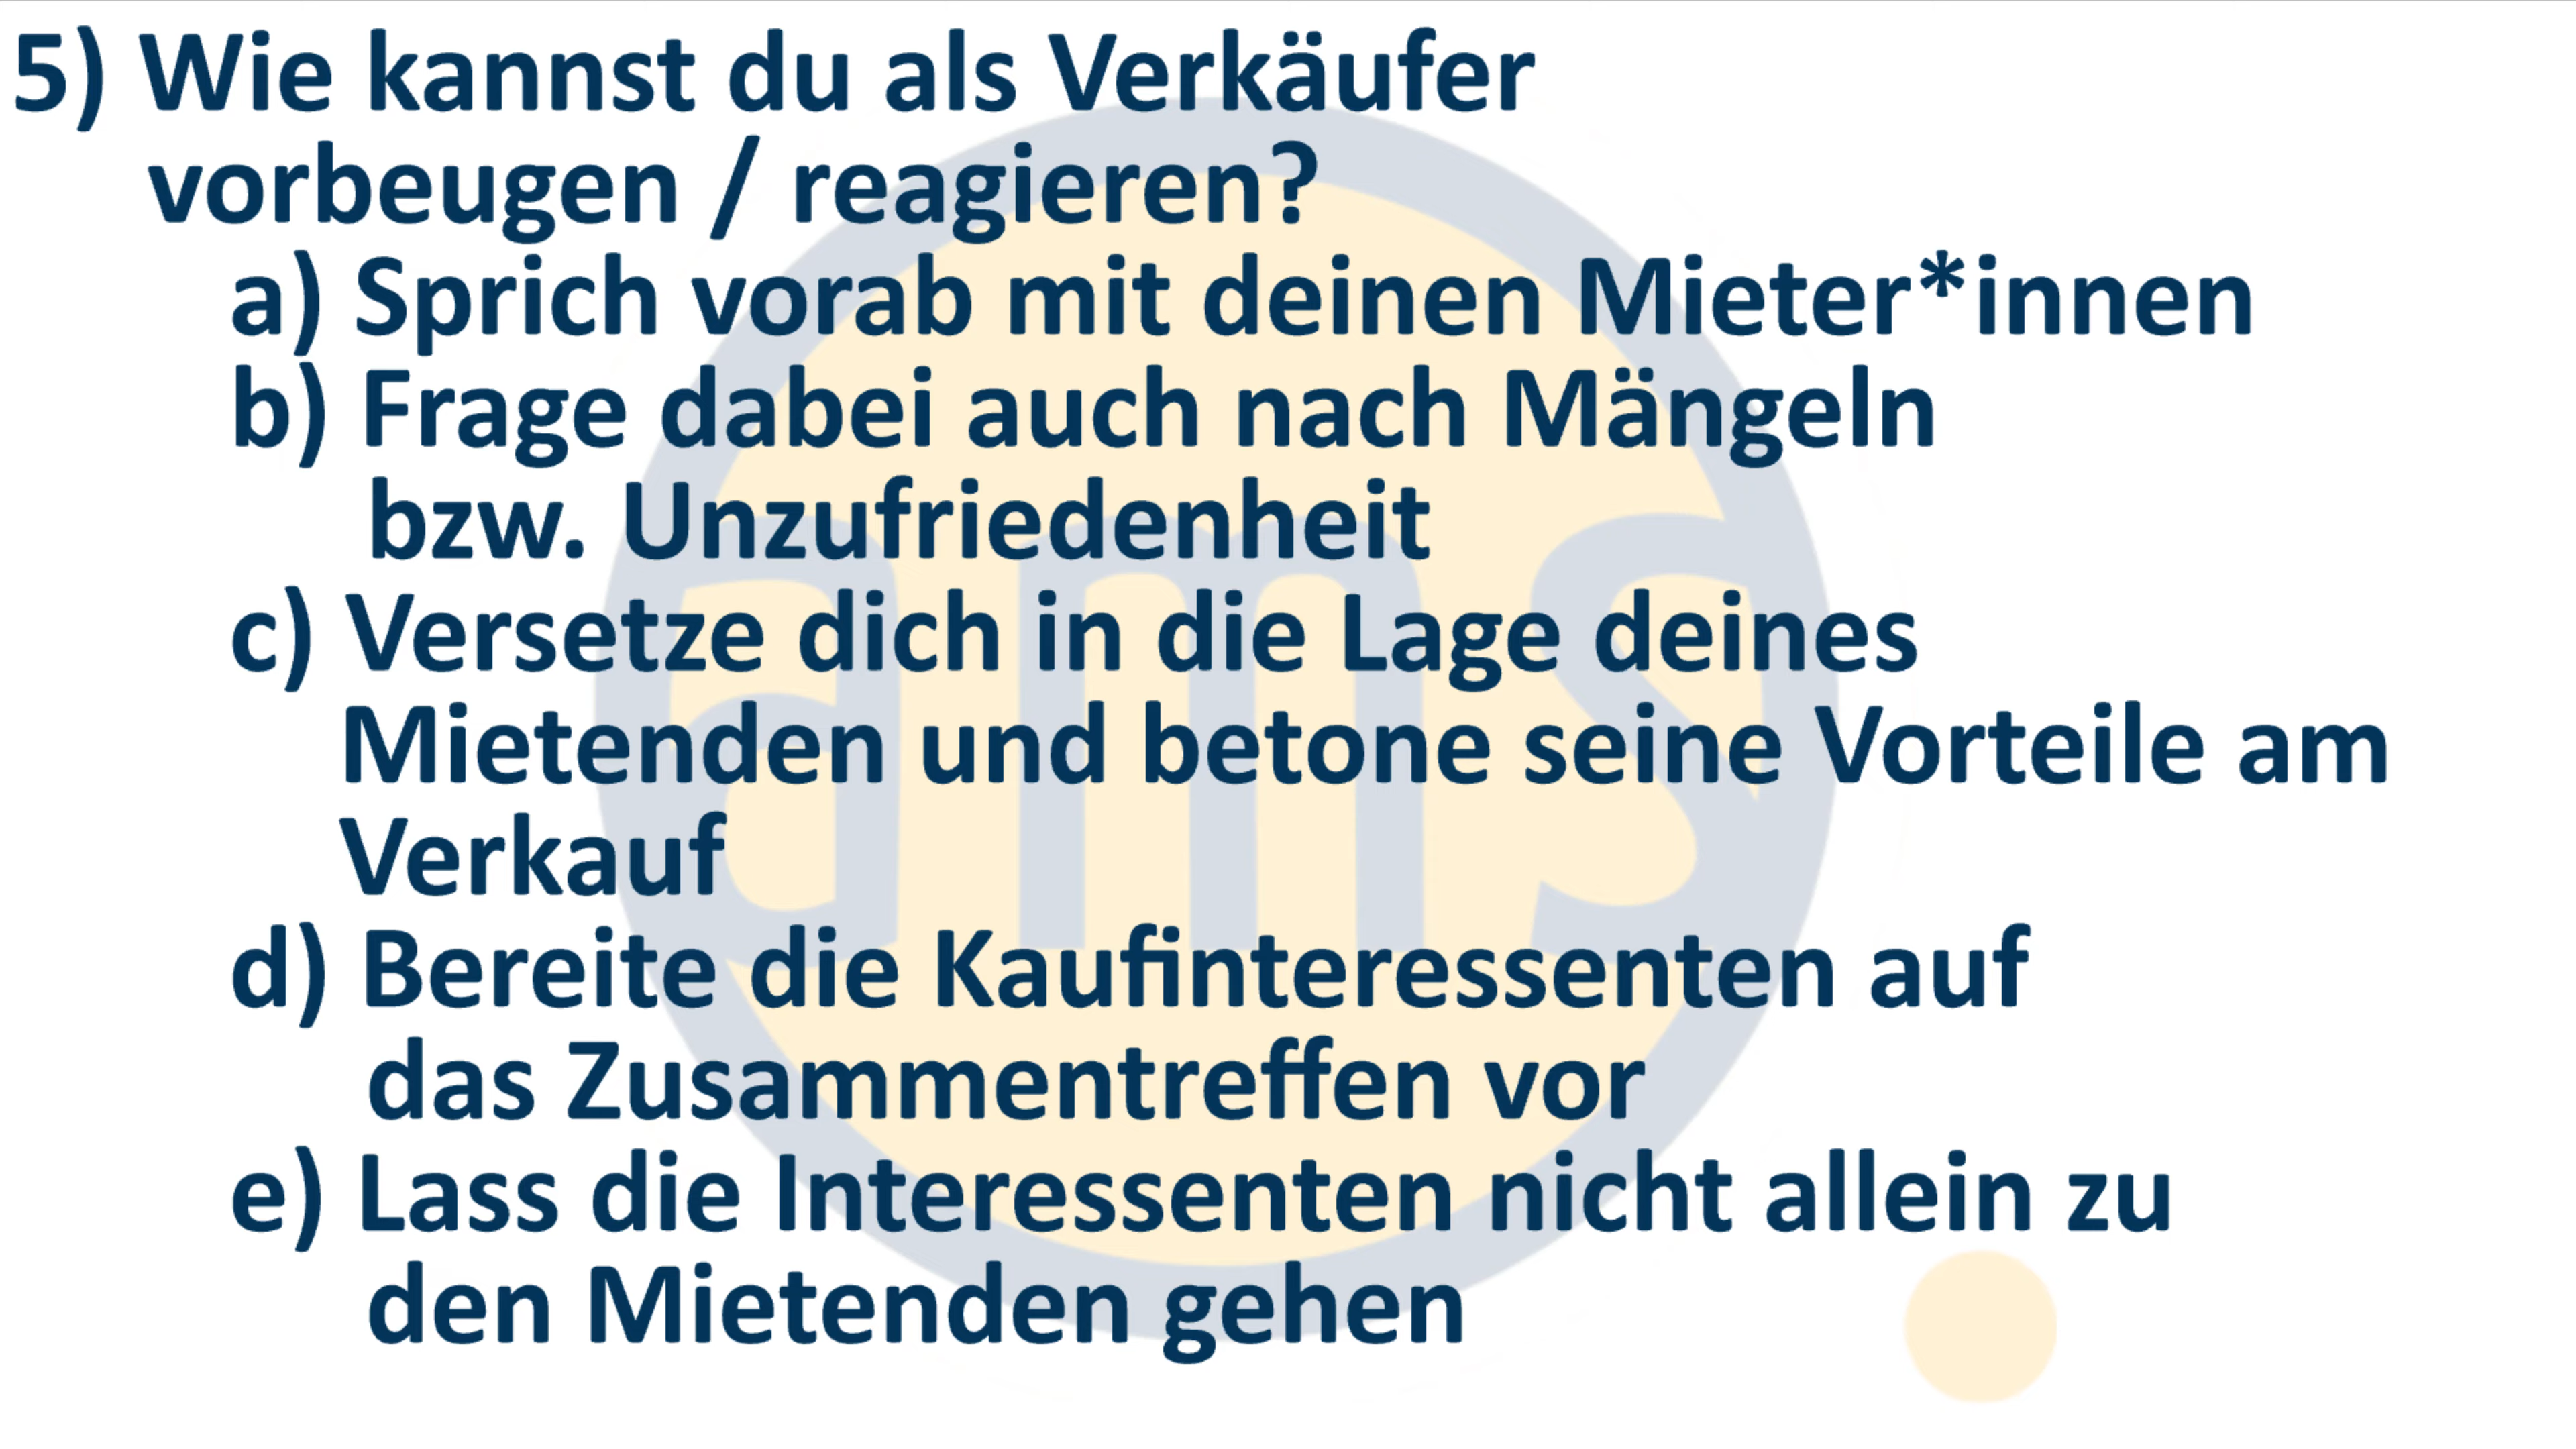 5) Wie kannst du als Verkäufer
vorbeugen / reagieren?
a) Sprich vorab mit deinen Mieter*innen
b) Frage dabei auch nach Mängeln
bzw. Unzufriedenheit
c) Versetze dich in die Lage deines
Mietenden und betone seine Vorteile am
Verkauf
d) Bereite die Kaufinteressenten auf
das Zusammentreffen vor
e) Lass die Interessenten nicht allein zu
den Mietenden gehen
ams